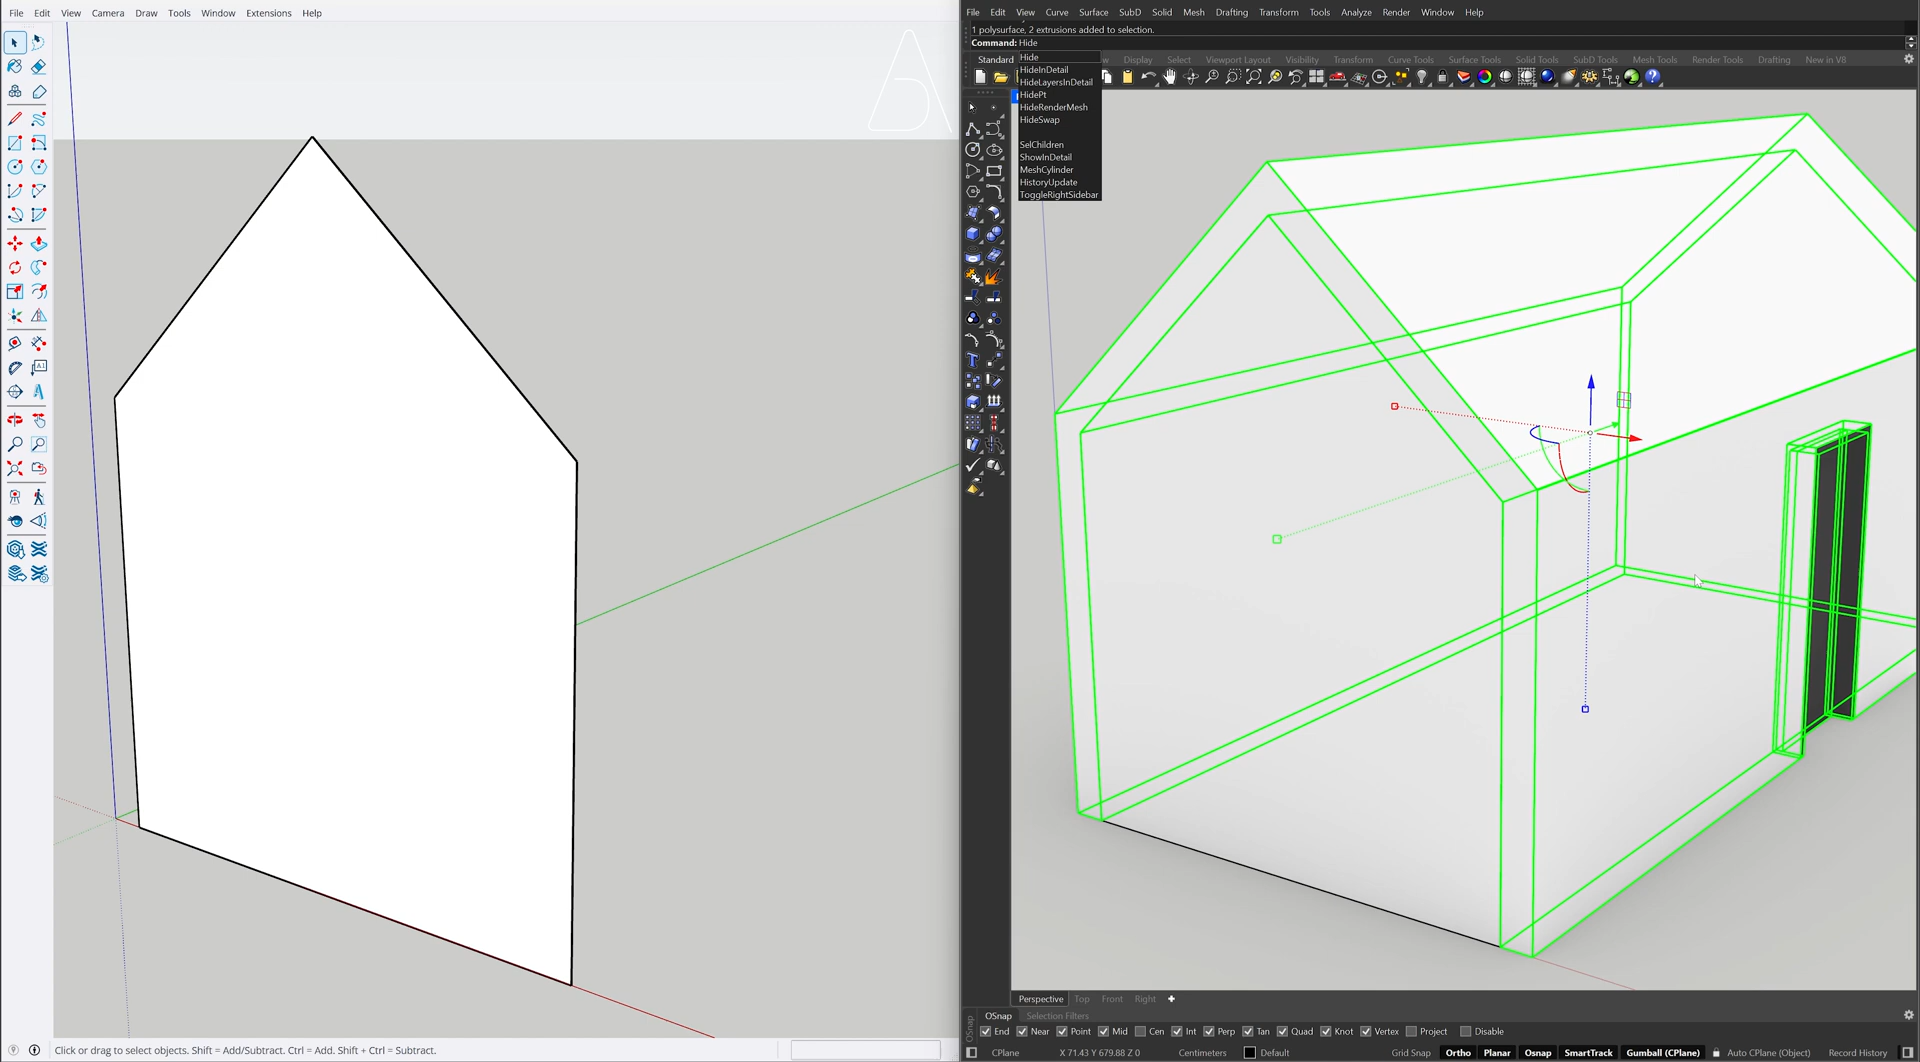 File Edit View Camera Draw Tools Window Extensions Help
Click or drag to select objects. Shift = Add/Subtract. Ctrl = Add. Shift + Ctrl = Subtract.
File Edit View Curve Surface SubD Solid Mesh Drafting Transform Tools Analyze Render Window Help
1 polysurface, 2 extrusions added to selection.
Command: Hide
Standard Display Select Viewport Layout Visibility Transform Curve Tools Surface Tools Solid Tools SubD Tools Mesh Tools Render Tools Drafting New in V8
Hide
HideInDetail
HideLayersInDetail
HidePt
HideRenderMesh
HideSwap
SelChildren
ShowInDetail
MeshCylinder
HistoryUpdate
ToggleRightSidebar
Perspective Top Front Right
OSnap Selection Filters
OSnap
End Near Point Mid Cen Int Perp Tan Quad Knot Vertex Project Disable
CPlane X 71.43 Y 679.88 Z 0 Centimeters Default Grid Snap Ortho Planar Osnap SmartTrack Gumball (CPlane) Auto CPlane (Object) Record History